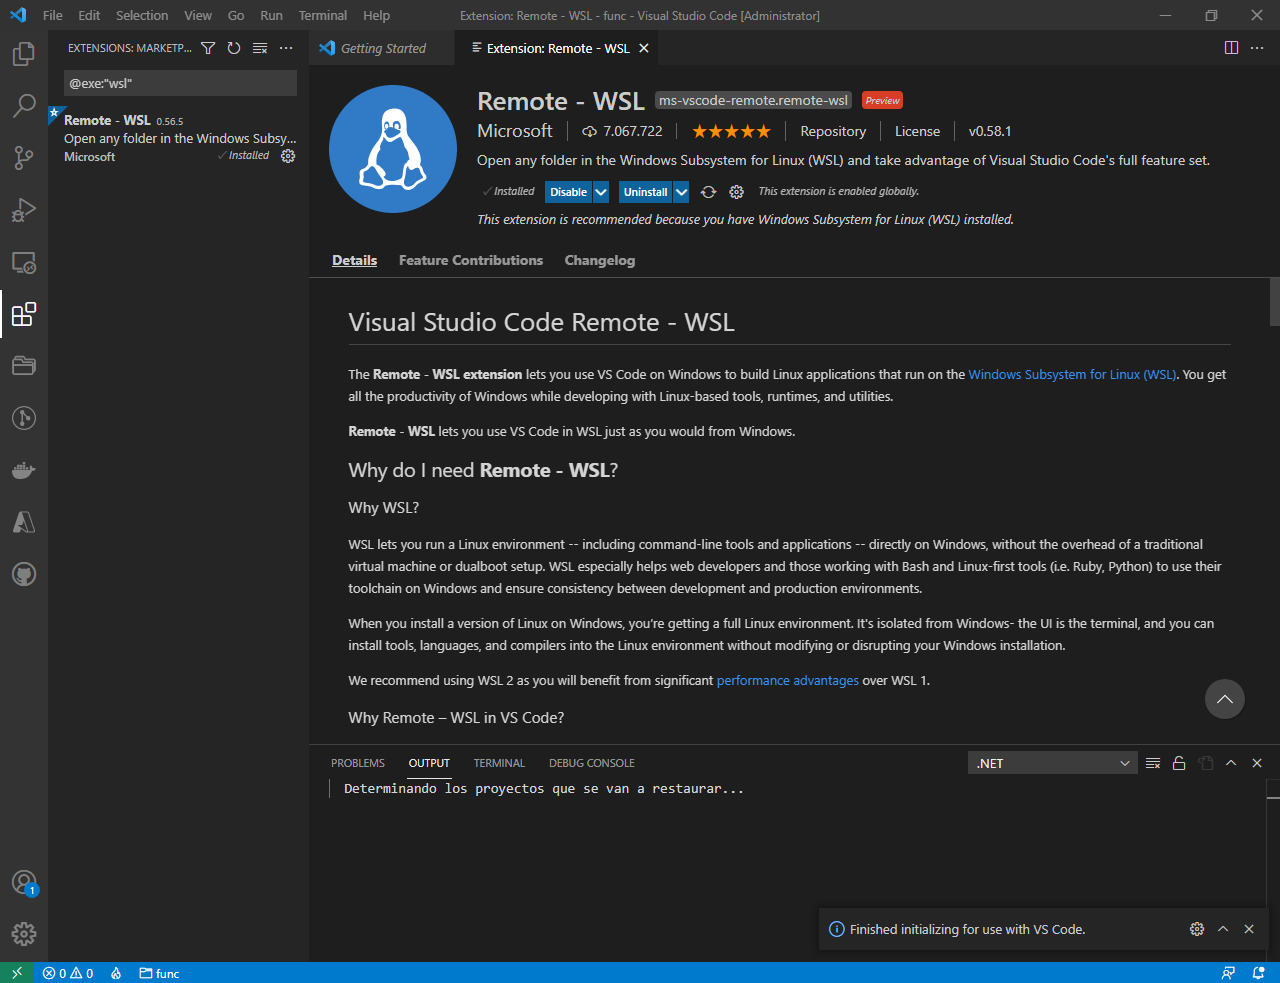 File Edit Selection View Go Run Terminal Help
Extension: Remote - WSL - func - Visual Studio Code [Administrator]
EXTENSIONS: MARKETP...
Getting Started
Extension: Remote - WSL
@exe:"wsl"
Remote - WSL 0.56.5
Open any folder in the Windows Subsy...
Microsoft
Installed
Remote - WSL ms-vscode-remote.remote-wsl Preview
Microsoft 7.067.722 Repository License v0.58.1
Open any folder in the Windows Subsystem for Linux (WSL) and take advantage of Visual Studio Code's full feature set.
Installed Disable Uninstall This extension is enabled globally.
This extension is recommended because you have Windows Subsystem for Linux (WSL) installed.
Details Feature Contributions Changelog
Visual Studio Code Remote - WSL
The Remote - WSL extension lets you use VS Code on Windows to build Linux applications that run on the Windows Subsystem for Linux (WSL). You get
all the productivity of Windows while developing with Linux-based tools, runtimes, and utilities.
Remote - WSL lets you use VS Code in WSL just as you would from Windows.
Why do I need Remote - WSL?
Why WSL?
WSL lets you run a Linux environment -- including command-line tools and applications -- directly on Windows, without the overhead of a traditional
virtual machine or dualboot setup. WSL especially helps web developers and those working with Bash and Linux-first tools (i.e. Ruby, Python) to use their
toolchain on Windows and ensure consistency between development and production environments.
When you install a version of Linux on Windows, you're getting a full Linux environment. It's isolated from Windows- the UI is the terminal, and you can
install tools, languages, and compilers into the Linux environment without modifying or disrupting your Windows installation.
We recommend using WSL 2 as you will benefit from significant performance advantages over WSL 1.
Why Remote – WSL in VS Code?
PROBLEMS OUTPUT TERMINAL DEBUG CONSOLE
.NET
Determinando los proyectos que se van a restaurar...
1
Finished initializing for use with VS Code.
0 0 func